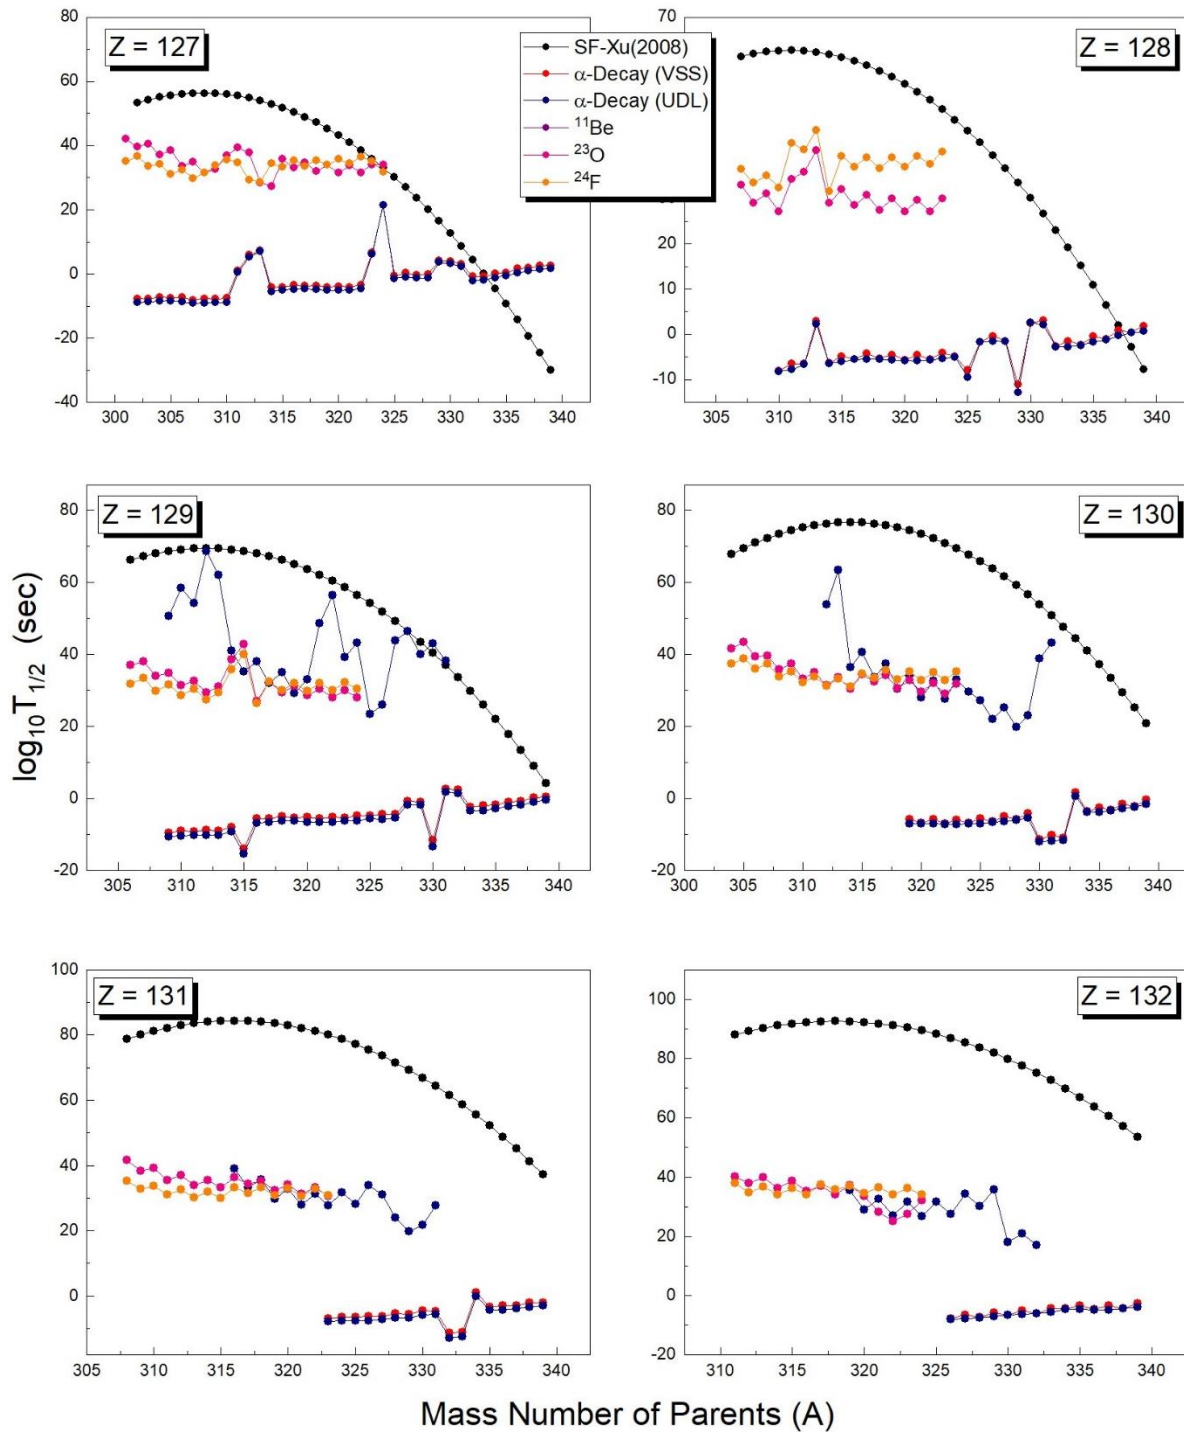 Z = 127
SF-Xu(2008)
α-Decay (VSS)
α-Decay (UDL)
¹¹Be
²³O
²⁴F
Z = 128
80
60
40
20
0
-20
-40
300 305 310 315 320 325 330 335 340
70
20
10
0
-10
305 310 315 320 325 330 335 340
Z = 129
80
60
40
20
0
-20
305 310 315 320 325 330 335 340
Z = 130
80
60
40
20
0
-20
300 305 310 315 320 325 330 335 340
log₁₀T₁/₂ (sec)
Z = 131
100
80
60
40
20
0
305 310 315 320 325 330 335 340
Z = 132
100
80
60
40
20
0
-20
310 315 320 325 330 335 340
Mass Number of Parents (A)